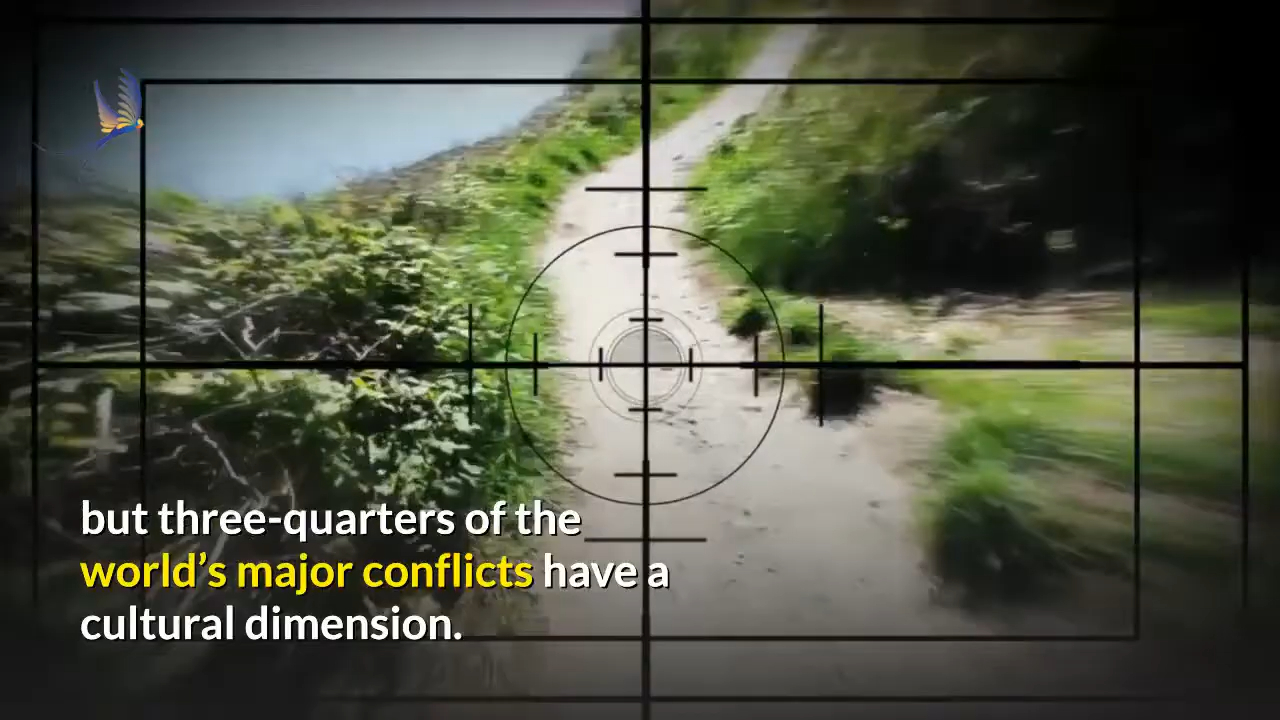 but three-quarters of the
world’s major conflicts have a
cultural dimension.